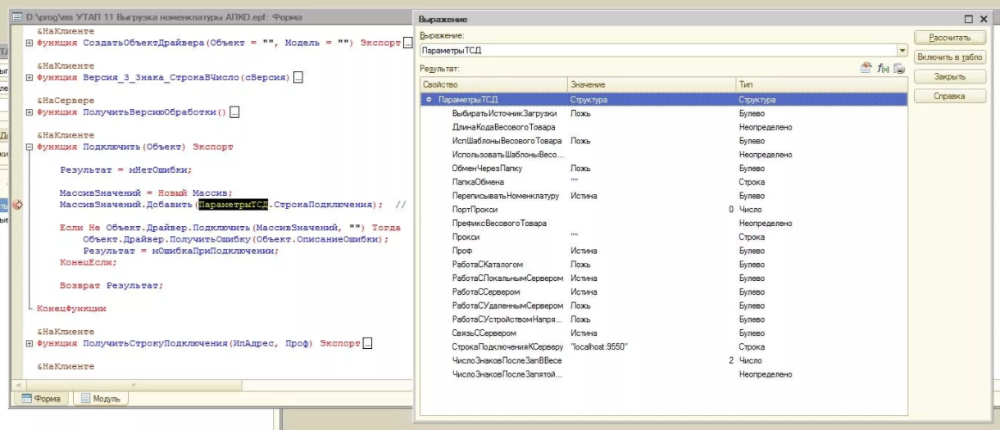 D:\prog\ms УТАП 11 Выгрузка номенклатуры АЛКО.epf: Форма
&НаКлиенте
Функция СоздатьОбъектДрайвера(Объект = "", Модель = "") Экспорт ...
&НаКлиенте
Функция Версия_3_Знака_СтрокаВЧисло(сВерсия) ...
&НаСервере
Функция ПолучитьВерсиюОбработки() ...
&НаКлиенте
Функция Подключить(Объект) Экспорт
Результат = мНетОшибки;
МассивЗначений = Новый Массив;
МассивЗначений.Добавить(ПараметрыТСД.СтрокаПодключения); //
Если Не Объект.Драйвер.Подключить(МассивЗначений, "") Тогда
Объект.Драйвер.ПолучитьОшибку(Объект.ОписаниеОшибки);
Результат = мОшибкаПриПодключении;
КонецЕсли;
Возврат Результат;
КонецФункции
&НаКлиенте
Функция ПолучитьСтрокуПодключения(ИпАдрес, Проф) Экспорт ...
&НаКлиенте
Форма Модуль
Выражение
Выражение:
ПараметрыТСД
Результат:
Свойство Значение Тип
ПараметрыТСД Структура Структура
ВыбиратьИсточникЗагрузки Ложь Булево
ДлинаКодаВесовогоТовара Неопределено
ИспШаблоныВесовогоТовара Ложь Булево
ИспользоватьШаблоныВесо... Неопределено
ОбменЧерезПапку Ложь Булево
ПапкаОбмена "" Строка
ПереписыватьНоменклатуру Истина Булево
ПортПрокси 0 Число
ПрефиксВесовогоТовара Неопределено
Прокси "" Строка
Проф Истина Булево
РаботаСКаталогом Ложь Булево
РаботаСЛокальнымСервером Истина Булево
РаботаССервером Истина Булево
РаботаСУдаленнымСервером Ложь Булево
РаботаСУстройствомНапря... Ложь Булево
СвязьССервером Истина Булево
СтрокаПодключенияКСерверу "localhost:9550" Строка
ЧислоЗнаковПослеЗапВВесе 2 Число
ЧислоЗнаковПослеЗапятой... Неопределено
Рассчитать
Включить в табло
Закрыть
Справка